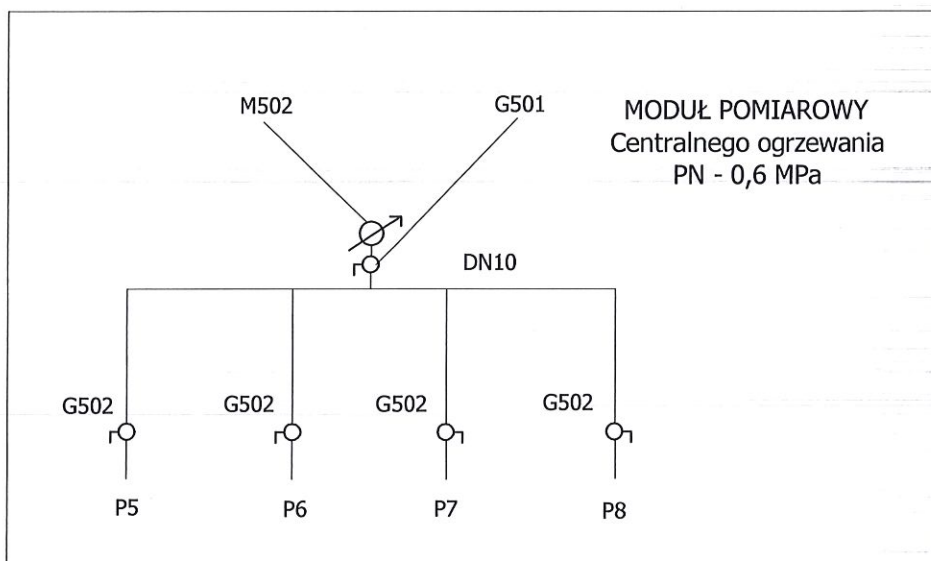 M502
G501
MODUŁ POMIAROWY
Centralnego ogrzewania
PN - 0,6 MPa
DN10
G502
G502
G502
G502
P5
P6
P7
P8